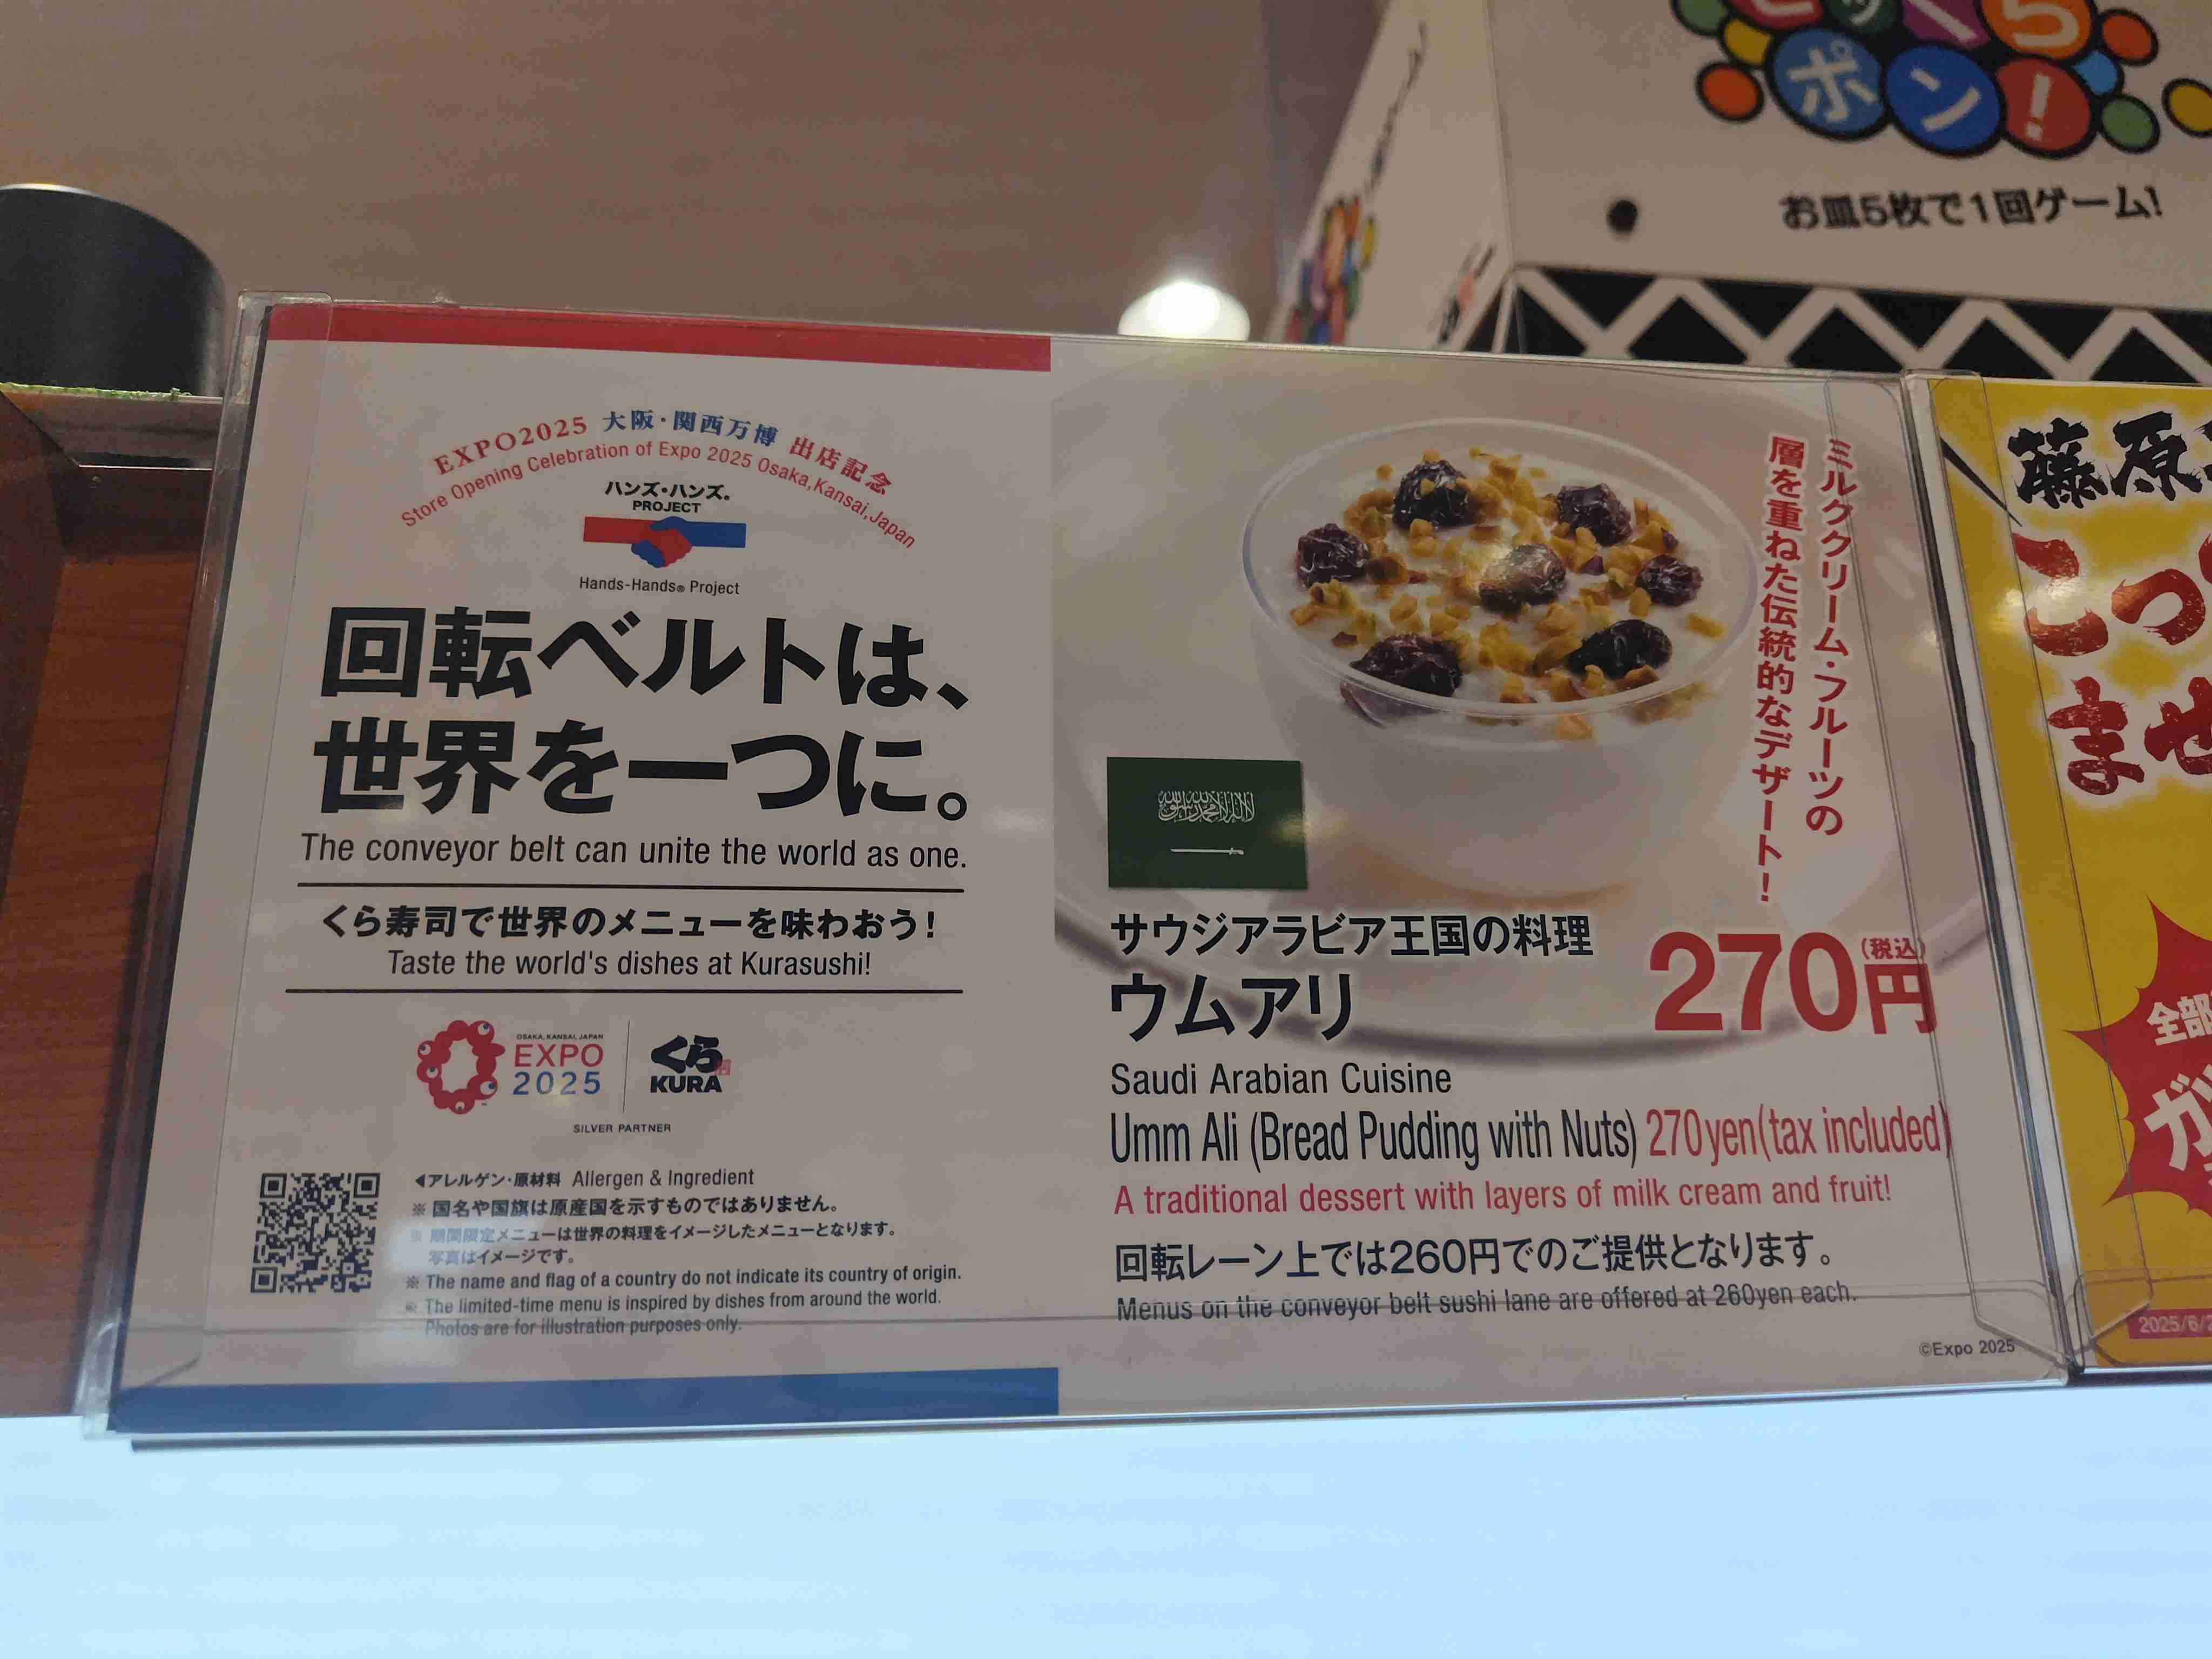 EXPO2025 大阪・関西万博 出店記念
Store Opening Celebration of Expo 2025 Osaka,Kansai,Japan
ハンズ・ハンズ®
PROJECT
Hands-Hands® Project
回転ベルトは、
世界を一つに。
The conveyor belt can unite the world as one.
くら寿司で世界のメニューを味わおう!
Taste the world's dishes at Kurasushi!
OSAKA, KANSAI, JAPAN
EXPO
2025
くら
KURA
SILVER PARTNER
◀アレルゲン・原材料 Allergen & Ingredient
※ 国名や国旗は原産国を示すものではありません。
※ 期間限定メニューは世界の料理をイメージしたメニューとなります。
写真はイメージです。
※ The name and flag of a country do not indicate its country of origin.
※ The limited-time menu is inspired by dishes from around the world.
Photos are for illustration purposes only.
ミルククリーム・フルーツの
層を重ねた伝統的なデザート!
サウジアラビア王国の料理
ウムアリ
270円(税込)
Saudi Arabian Cuisine
Umm Ali (Bread Pudding with Nuts) 270yen(tax included)
A traditional dessert with layers of milk cream and fruit!
回転レーン上では260円でのご提供となります。
Menus on the conveyor belt sushi lane are offered at 260yen each.
©Expo 2025
ポン!
お皿5枚で1回ゲーム!
藤原
こっ
ませ
全部
ガ
2025/6/2